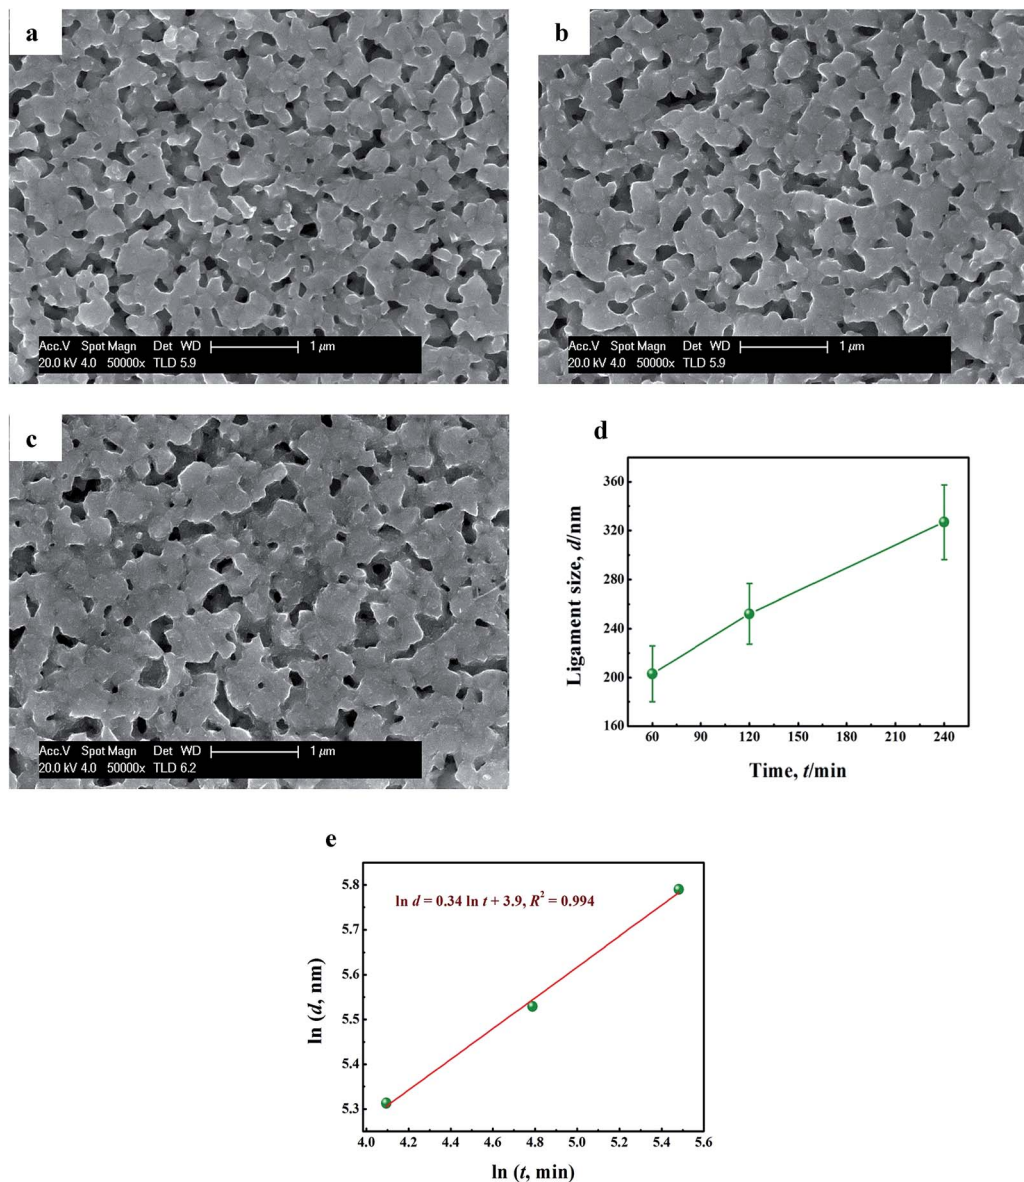 a
Acc.V Spot Magn Det WD 1 μm
20.0 kV 4.0 50000x TLD 5.9
b
Acc.V Spot Magn Det WD 1 μm
20.0 kV 4.0 50000x TLD 5.9
c
Acc.V Spot Magn Det WD 1 μm
20.0 kV 4.0 50000x TLD 6.2
d
360
320
280
240
200
160
Ligament size, d/nm
60 90 120 150 180 210 240
Time, t/min
e
5.8
5.7
5.6
5.5
5.4
5.3
ln (d, nm)
ln d = 0.34 ln t + 3.9, R² = 0.994
4.0 4.2 4.4 4.6 4.8 5.0 5.2 5.4 5.6
ln (t, min)